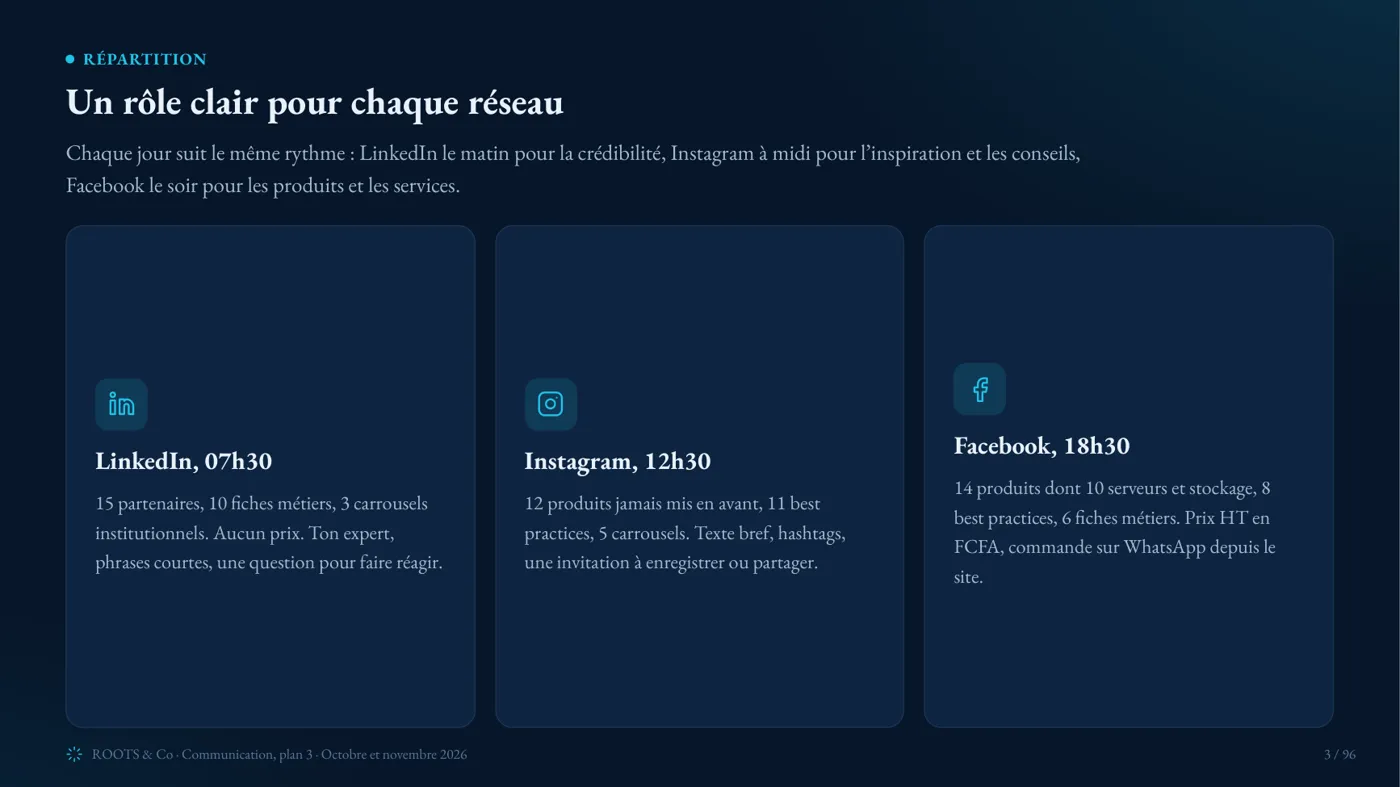 RÉPARTITION
Un rôle clair pour chaque réseau
Chaque jour suit le même rythme : LinkedIn le matin pour la crédibilité, Instagram à midi pour l’inspiration et les conseils,
Facebook le soir pour les produits et les services.
LinkedIn, 07h30
15 partenaires, 10 fiches métiers, 3 carrousels
institutionnels. Aucun prix. Ton expert,
phrases courtes, une question pour faire réagir.
Instagram, 12h30
12 produits jamais mis en avant, 11 best
practices, 5 carrousels. Texte bref, hashtags,
une invitation à enregistrer ou partager.
Facebook, 18h30
14 produits dont 10 serveurs et stockage, 8
best practices, 6 fiches métiers. Prix HT en
FCFA, commande sur WhatsApp depuis le
site.
ROOTS & Co · Communication, plan 3 · Octobre et novembre 2026
3 / 96